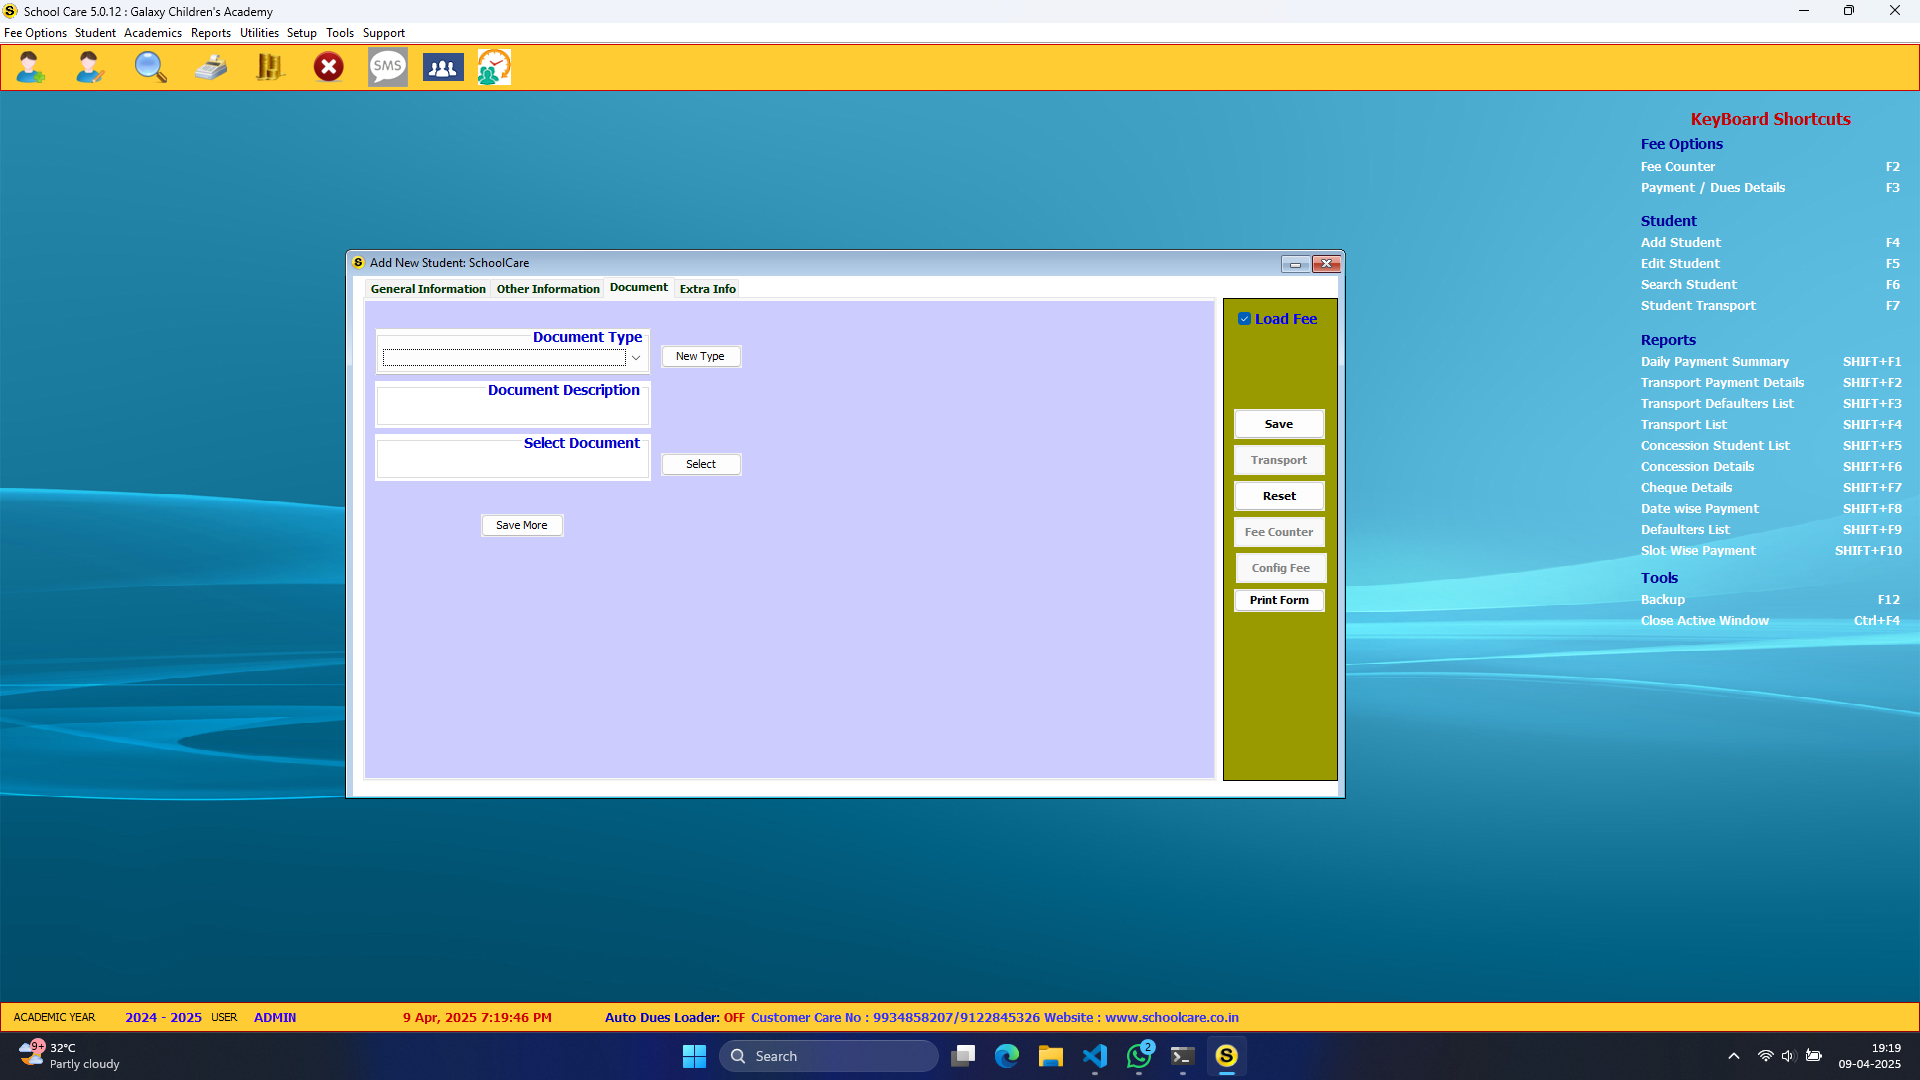 School Care 5.0.12 : Galaxy Children's Academy
Fee Options Student Academics Reports Utilities Setup Tools Support
SMS
KeyBoard Shortcuts
Fee Options
Fee Counter F2
Payment / Dues Details F3
Student
Add Student F4
Edit Student F5
Search Student F6
Student Transport F7
Reports
Daily Payment Summary SHIFT+F1
Transport Payment Details SHIFT+F2
Transport Defaulters List SHIFT+F3
Transport List SHIFT+F4
Concession Student List SHIFT+F5
Concession Details SHIFT+F6
Cheque Details SHIFT+F7
Date wise Payment SHIFT+F8
Defaulters List SHIFT+F9
Slot Wise Payment SHIFT+F10
Tools
Backup F12
Close Active Window Ctrl+F4
S Add New Student: SchoolCare
General Information Other Information Document Extra Info
Document Type
New Type
Document Description
Select Document
Select
Save More
Load Fee
Save
Transport
Reset
Fee Counter
Config Fee
Print Form
ACADEMIC YEAR 2024 - 2025 USER ADMIN 9 Apr, 2025 7:19:46 PM Auto Dues Loader: OFF Customer Care No : 9934858207/9122845326 Website : www.schoolcare.co.in
9+ 32°C
Partly cloudy
Search
2
S
19:19
09-04-2025